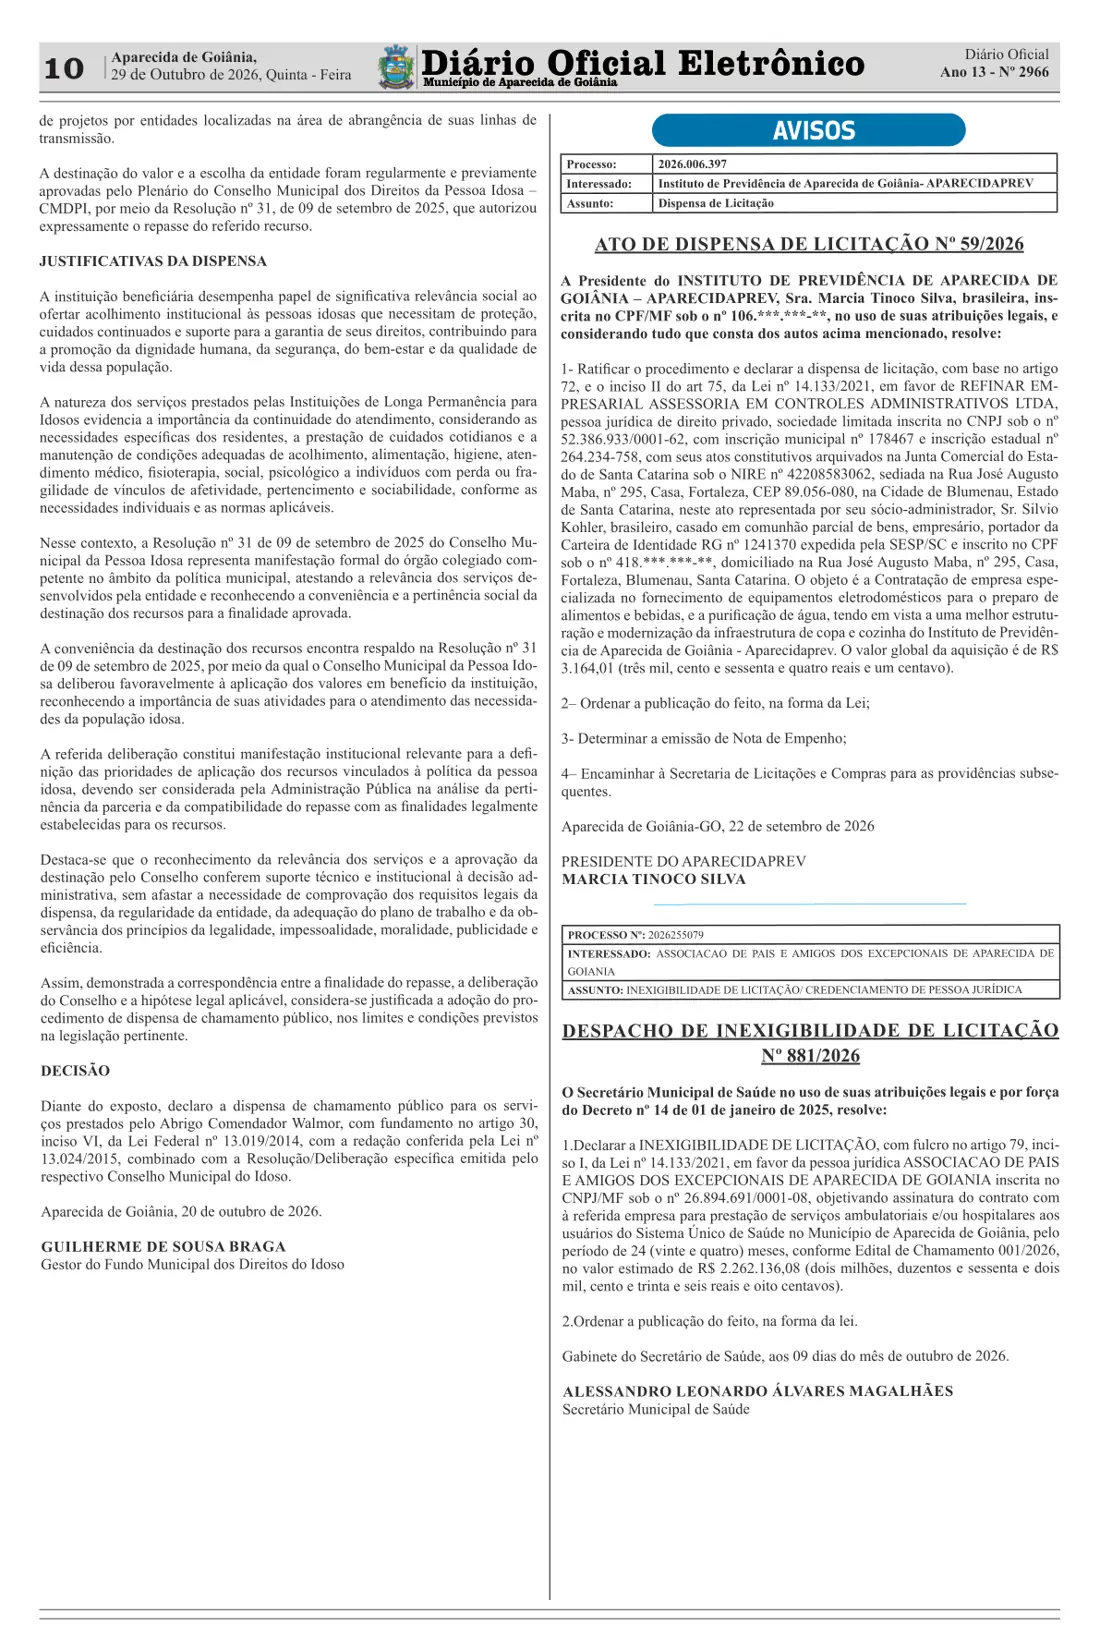 10
Aparecida de Goiânia,
29 de Outubro de 2026, Quinta - Feira
Diário Oficial Eletrônico
Município de Aparecida de Goiânia
Diário Oficial
Ano 13 - Nº 2966
de projetos por entidades localizadas na área de abrangência de suas linhas de
transmissão.
A destinação do valor e a escolha da entidade foram regularmente e previamente
aprovadas pelo Plenário do Conselho Municipal dos Direitos da Pessoa Idosa –
CMDPI, por meio da Resolução nº 31, de 09 de setembro de 2025, que autorizou
expressamente o repasse do referido recurso.
JUSTIFICATIVAS DA DISPENSA
A instituição beneficiária desempenha papel de significativa relevância social ao
ofertar acolhimento institucional às pessoas idosas que necessitam de proteção,
cuidados continuados e suporte para a garantia de seus direitos, contribuindo para
a promoção da dignidade humana, da segurança, do bem-estar e da qualidade de
vida dessa população.
A natureza dos serviços prestados pelas Instituições de Longa Permanência para
Idosos evidencia a importância da continuidade do atendimento, considerando as
necessidades específicas dos residentes, a prestação de cuidados cotidianos e a
manutenção de condições adequadas de acolhimento, alimentação, higiene, aten-
dimento médico, fisioterapia, social, psicológico a indivíduos com perda ou fra-
gilidade de vínculos de afetividade, pertencimento e sociabilidade, conforme as
necessidades individuais e as normas aplicáveis.
Nesse contexto, a Resolução nº 31 de 09 de setembro de 2025 do Conselho Mu-
nicipal da Pessoa Idosa representa manifestação formal do órgão colegiado com-
petente no âmbito da política municipal, atestando a relevância dos serviços de-
senvolvidos pela entidade e reconhecendo a conveniência e a pertinência social da
destinação dos recursos para a finalidade aprovada.
A conveniência da destinação dos recursos encontra respaldo na Resolução nº 31
de 09 de setembro de 2025, por meio da qual o Conselho Municipal da Pessoa Ido-
sa deliberou favoravelmente à aplicação dos valores em benefício da instituição,
reconhecendo a importância de suas atividades para o atendimento das necessida-
des da população idosa.
A referida deliberação constitui manifestação institucional relevante para a defi-
nição das prioridades de aplicação dos recursos vinculados à política da pessoa
idosa, devendo ser considerada pela Administração Pública na análise da perti-
nência da parceria e da compatibilidade do repasse com as finalidades legalmente
estabelecidas para os recursos.
Destaca-se que o reconhecimento da relevância dos serviços e a aprovação da
destinação pelo Conselho conferem suporte técnico e institucional à decisão ad-
ministrativa, sem afastar a necessidade de comprovação dos requisitos legais da
dispensa, da regularidade da entidade, da adequação do plano de trabalho e da ob-
servância dos princípios da legalidade, impessoalidade, moralidade, publicidade e
eficiência.
Assim, demonstrada a correspondência entre a finalidade do repasse, a deliberação
do Conselho e a hipótese legal aplicável, considera-se justificada a adoção do pro-
cedimento de dispensa de chamamento público, nos limites e condições previstos
na legislação pertinente.
DECISÃO
Diante do exposto, declaro a dispensa de chamamento público para os servi-
ços prestados pelo Abrigo Comendador Walmor, com fundamento no artigo 30,
inciso VI, da Lei Federal nº 13.019/2014, com a redação conferida pela Lei nº
13.024/2015, combinado com a Resolução/Deliberação específica emitida pelo
respectivo Conselho Municipal do Idoso.
Aparecida de Goiânia, 20 de outubro de 2026.
GUILHERME DE SOUSA BRAGA
Gestor do Fundo Municipal dos Direitos do Idoso
AVISOS
Processo: 2026.006.397
Interessado: Instituto de Previdência de Aparecida de Goiânia- APARECIDAPREV
Assunto: Dispensa de Licitação
ATO DE DISPENSA DE LICITAÇÃO Nº 59/2026
A Presidente do INSTITUTO DE PREVIDÊNCIA DE APARECIDA DE
GOIÂNIA – APARECIDAPREV, Sra. Marcia Tinoco Silva, brasileira, ins-
crita no CPF/MF sob o nº 106.***.***-**, no uso de suas atribuições legais, e
considerando tudo que consta dos autos acima mencionado, resolve:
1- Ratificar o procedimento e declarar a dispensa de licitação, com base no artigo
72, e o inciso II do art 75, da Lei nº 14.133/2021, em favor de REFINAR EM-
PRESARIAL ASSESSORIA EM CONTROLES ADMINISTRATIVOS LTDA,
pessoa jurídica de direito privado, sociedade limitada inscrita no CNPJ sob o nº
52.386.933/0001-62, com inscrição municipal nº 178467 e inscrição estadual nº
264.234-758, com seus atos constitutivos arquivados na Junta Comercial do Esta-
do de Santa Catarina sob o NIRE nº 42208583062, sediada na Rua José Augusto
Maba, nº 295, Casa, Fortaleza, CEP 89.056-080, na Cidade de Blumenau, Estado
de Santa Catarina, neste ato representada por seu sócio-administrador, Sr. Silvio
Kohler, brasileiro, casado em comunhão parcial de bens, empresário, portador da
Carteira de Identidade RG nº 1241370 expedida pela SESP/SC e inscrito no CPF
sob o nº 418.***.***-**, domiciliado na Rua José Augusto Maba, nº 295, Casa,
Fortaleza, Blumenau, Santa Catarina. O objeto é a Contratação de empresa espe-
cializada no fornecimento de equipamentos eletrodomésticos para o preparo de
alimentos e bebidas, e a purificação de água, tendo em vista a uma melhor estrutu-
ração e modernização da infraestrutura de copa e cozinha do Instituto de Previdên-
cia de Aparecida de Goiânia - Aparecidaprev. O valor global da aquisição é de R$
3.164,01 (três mil, cento e sessenta e quatro reais e um centavo).
2– Ordenar a publicação do feito, na forma da Lei;
3- Determinar a emissão de Nota de Empenho;
4– Encaminhar à Secretaria de Licitações e Compras para as providências subse-
quentes.
Aparecida de Goiânia-GO, 22 de setembro de 2026
PRESIDENTE DO APARECIDAPREV
MARCIA TINOCO SILVA
PROCESSO Nº: 2026255079
INTERESSADO: ASSOCIACAO DE PAIS E AMIGOS DOS EXCEPCIONAIS DE APARECIDA DE
GOIANIA
ASSUNTO: INEXIGIBILIDADE DE LICITAÇÃO/ CREDENCIAMENTO DE PESSOA JURÍDICA
DESPACHO DE INEXIGIBILIDADE DE LICITAÇÃO
Nº 881/2026
O Secretário Municipal de Saúde no uso de suas atribuições legais e por força
do Decreto nº 14 de 01 de janeiro de 2025, resolve:
1.Declarar a INEXIGIBILIDADE DE LICITAÇÃO, com fulcro no artigo 79, inci-
so I, da Lei nº 14.133/2021, em favor da pessoa jurídica ASSOCIACAO DE PAIS
E AMIGOS DOS EXCEPCIONAIS DE APARECIDA DE GOIANIA inscrita no
CNPJ/MF sob o nº 26.894.691/0001-08, objetivando assinatura do contrato com
à referida empresa para prestação de serviços ambulatoriais e/ou hospitalares aos
usuários do Sistema Único de Saúde no Município de Aparecida de Goiânia, pelo
período de 24 (vinte e quatro) meses, conforme Edital de Chamamento 001/2026,
no valor estimado de R$ 2.262.136,08 (dois milhões, duzentos e sessenta e dois
mil, cento e trinta e seis reais e oito centavos).
2.Ordenar a publicação do feito, na forma da lei.
Gabinete do Secretário de Saúde, aos 09 dias do mês de outubro de 2026.
ALESSANDRO LEONARDO ÁLVARES MAGALHÃES
Secretário Municipal de Saúde